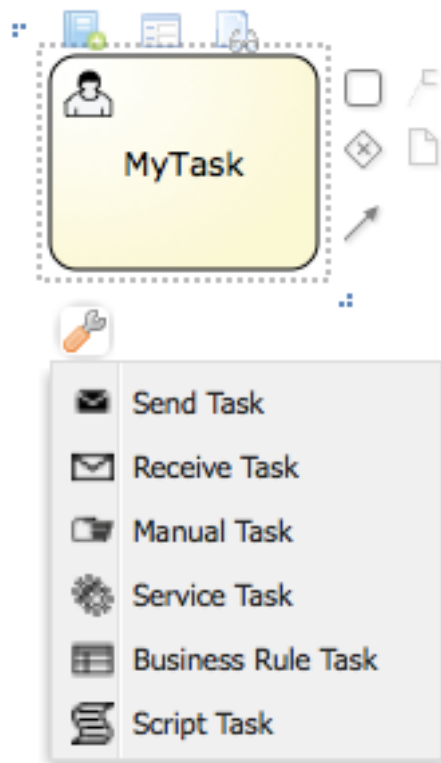 MyTask
Send Task
Receive Task
Manual Task
Service Task
Business Rule Task
Script Task